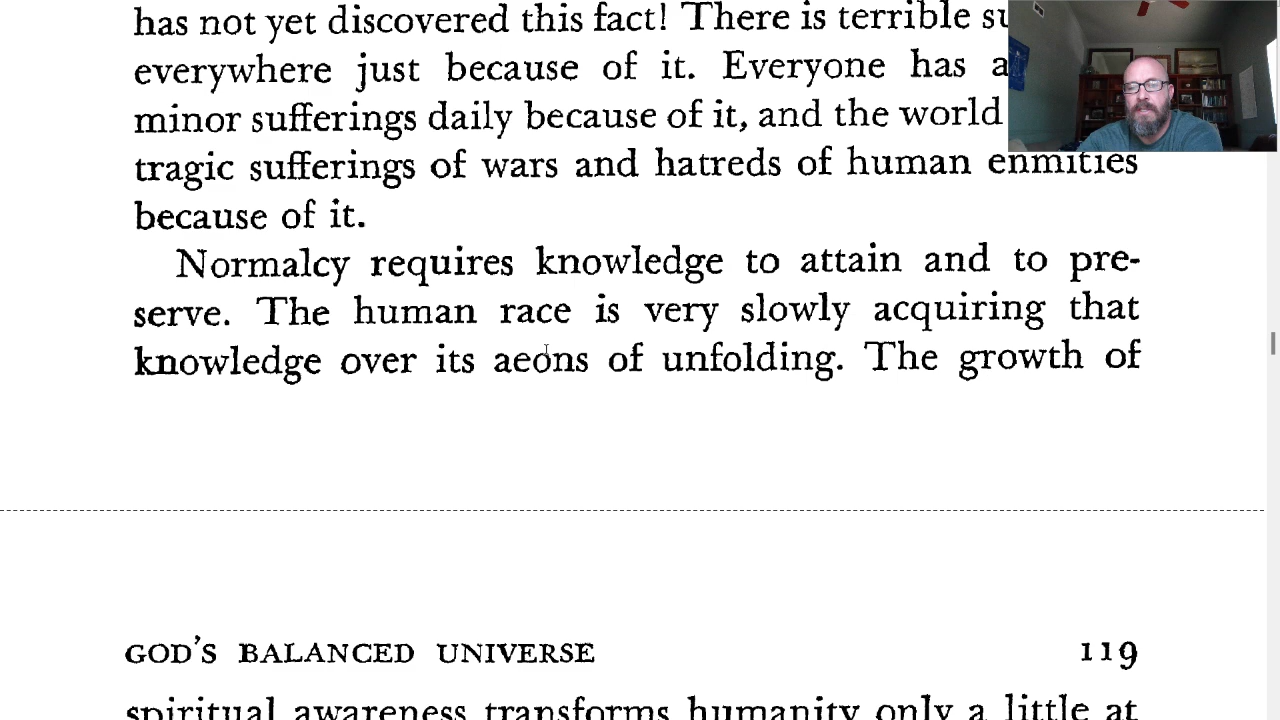 has not yet discovered this fact! There is terrible
everywhere just because of it. Everyone has
minor sufferings daily because of it, and the world
tragic sufferings of wars and hatreds of human enmities
because of it.
Normalcy requires knowledge to attain and to pre-
serve. The human race is very slowly acquiring that
knowledge over its aeons of unfolding. The growth of
GOD'S BALANCED UNIVERSE 119
spiritual awareness transforms humanity only a little at